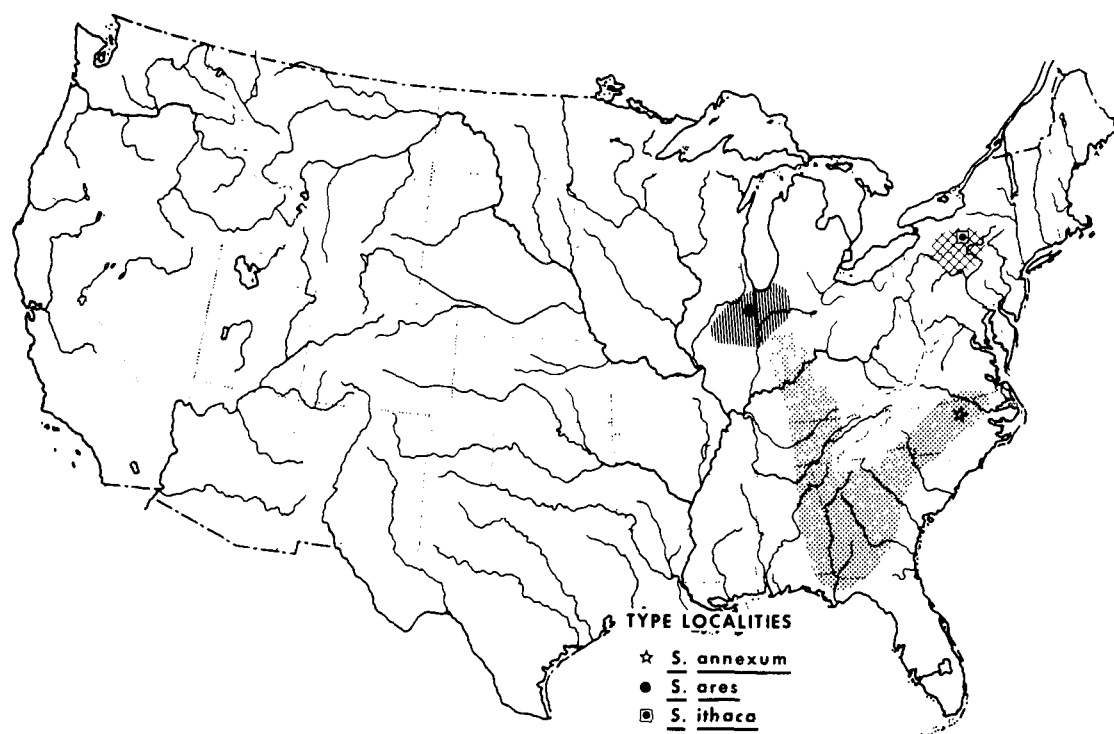 TYPE LOCALITIES
☆ S. annexum
● S. ares
S. ithaca